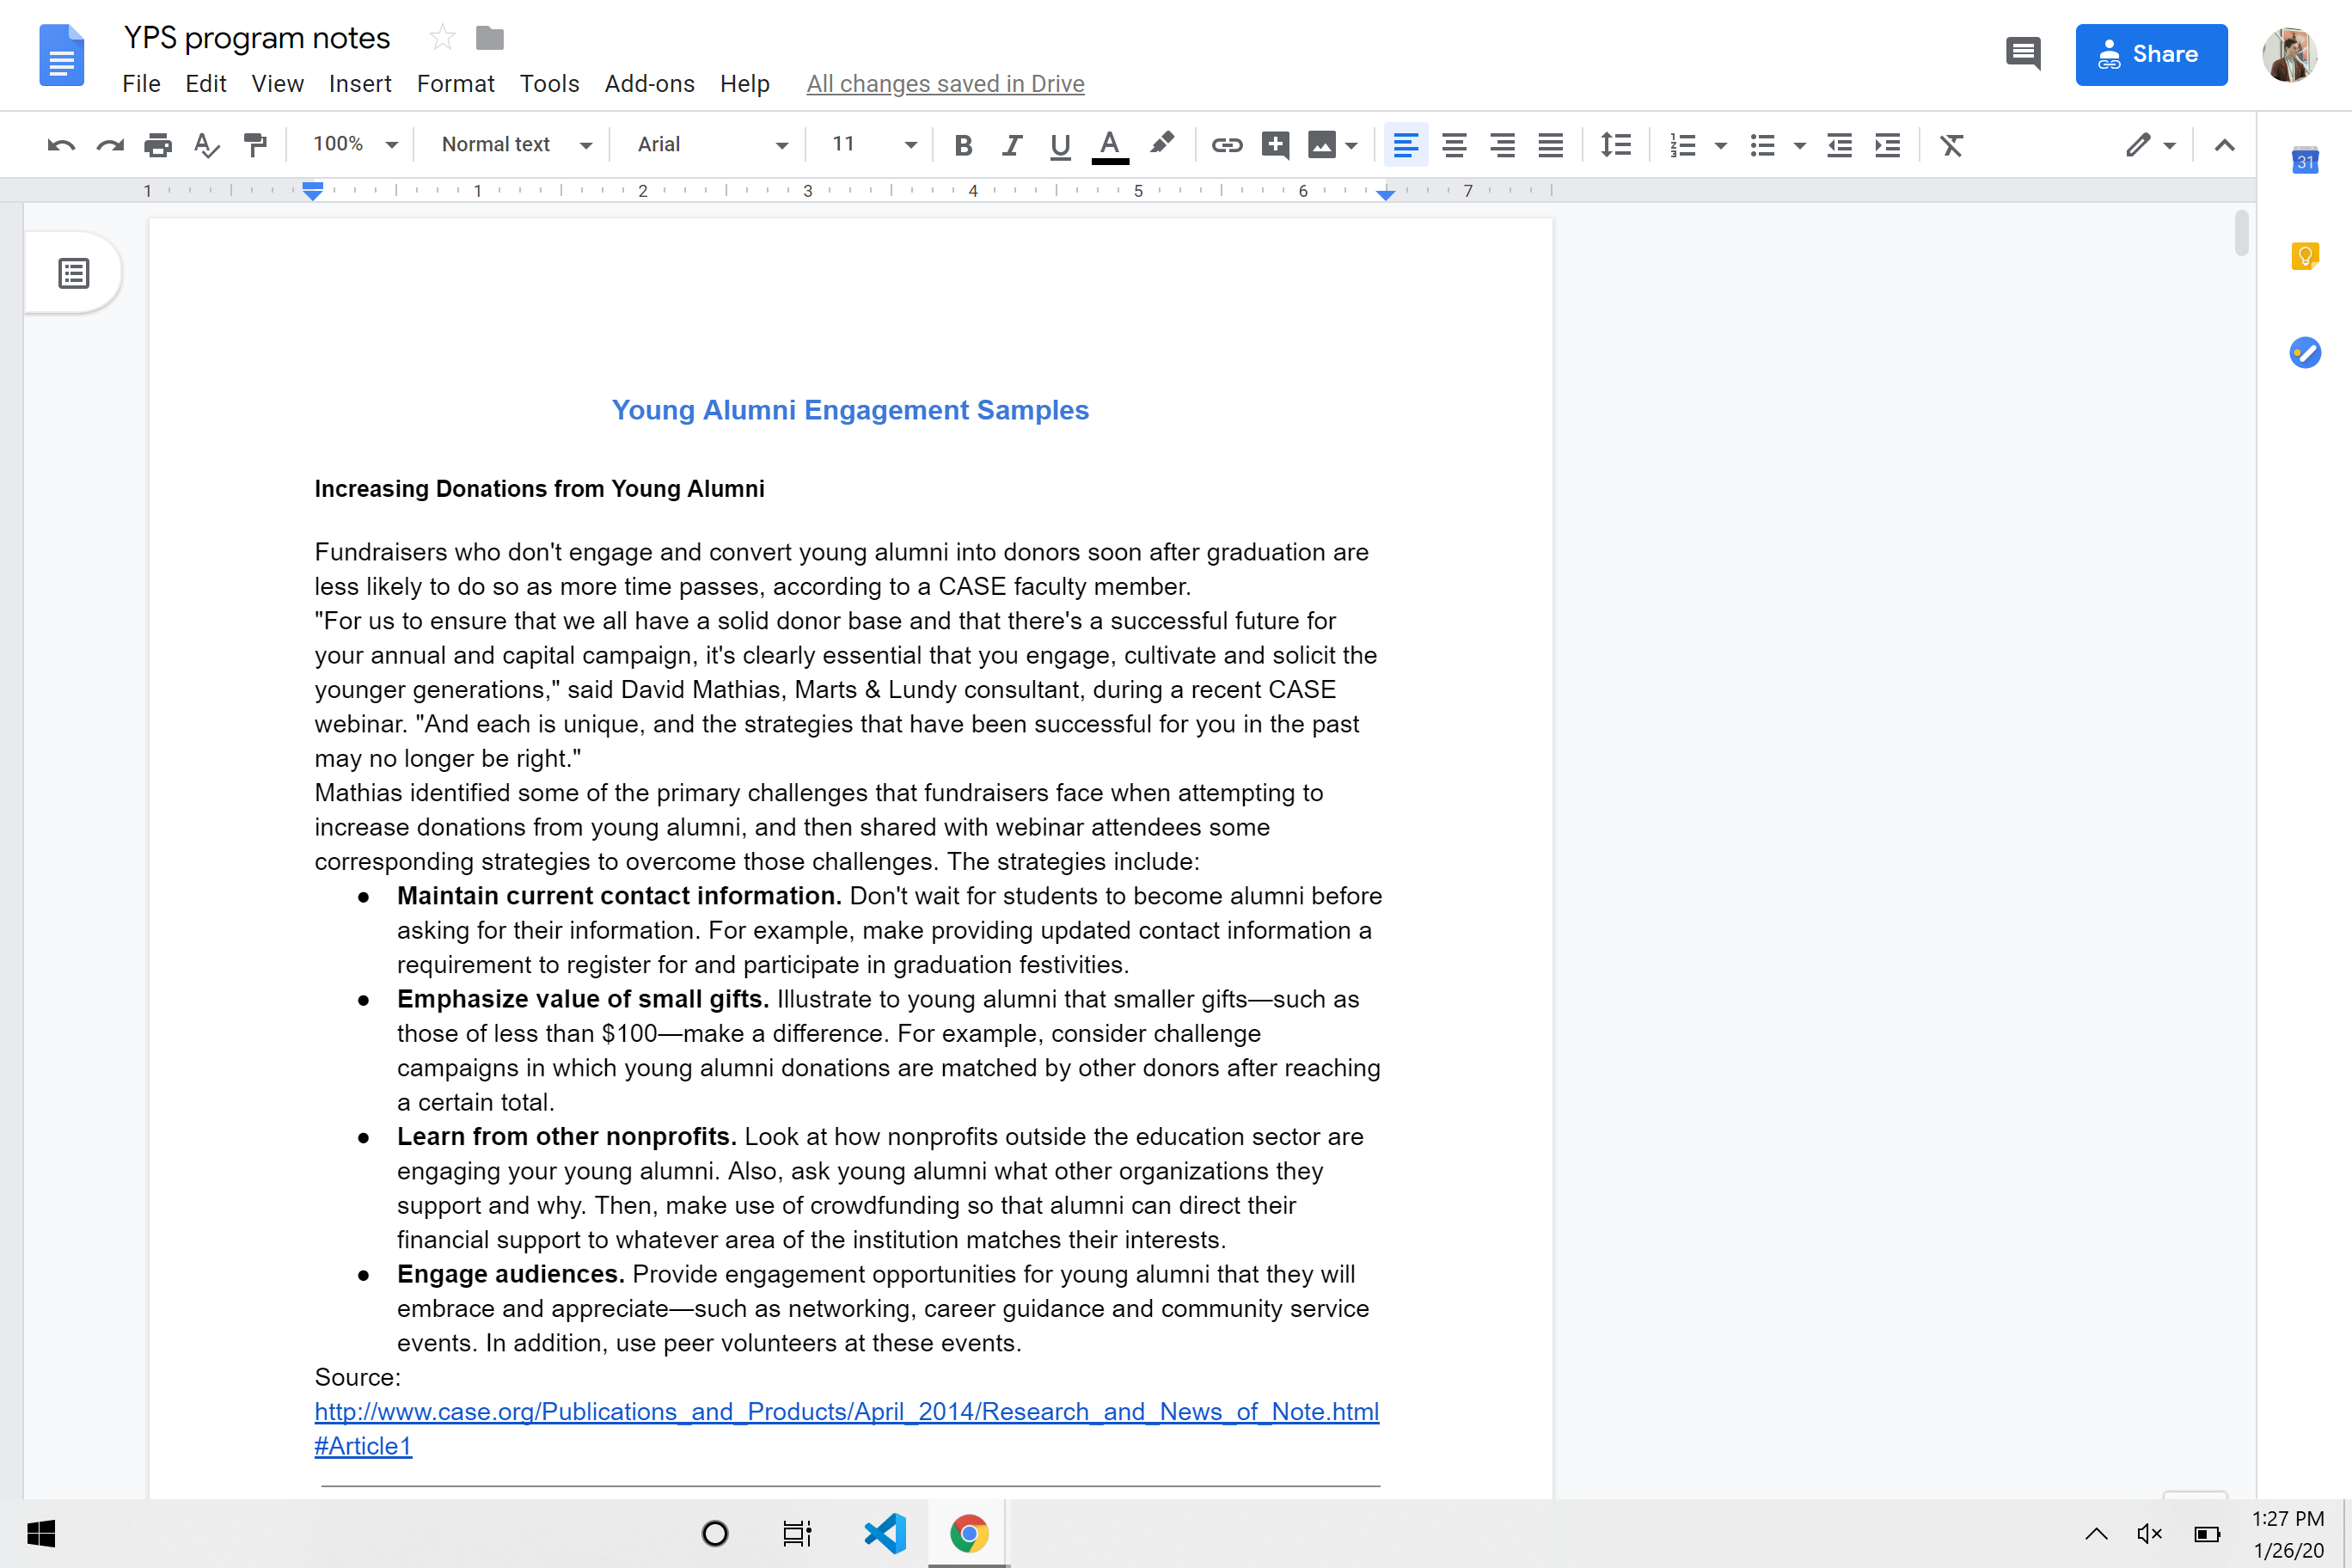 YPS program notes
File Edit View Insert Format Tools Add-ons Help All changes saved in Drive
Share
100% Normal text Arial 11
1 1 2 3 4 5 6 7
31
Young Alumni Engagement Samples
Increasing Donations from Young Alumni
Fundraisers who don't engage and convert young alumni into donors soon after graduation are
less likely to do so as more time passes, according to a CASE faculty member.
"For us to ensure that we all have a solid donor base and that there's a successful future for
your annual and capital campaign, it's clearly essential that you engage, cultivate and solicit the
younger generations," said David Mathias, Marts & Lundy consultant, during a recent CASE
webinar. "And each is unique, and the strategies that have been successful for you in the past
may no longer be right."
Mathias identified some of the primary challenges that fundraisers face when attempting to
increase donations from young alumni, and then shared with webinar attendees some
corresponding strategies to overcome those challenges. The strategies include:
● Maintain current contact information. Don't wait for students to become alumni before
asking for their information. For example, make providing updated contact information a
requirement to register for and participate in graduation festivities.
● Emphasize value of small gifts. Illustrate to young alumni that smaller gifts—such as
those of less than $100—make a difference. For example, consider challenge
campaigns in which young alumni donations are matched by other donors after reaching
a certain total.
● Learn from other nonprofits. Look at how nonprofits outside the education sector are
engaging your young alumni. Also, ask young alumni what other organizations they
support and why. Then, make use of crowdfunding so that alumni can direct their
financial support to whatever area of the institution matches their interests.
● Engage audiences. Provide engagement opportunities for young alumni that they will
embrace and appreciate—such as networking, career guidance and community service
events. In addition, use peer volunteers at these events.
Source:
http://www.case.org/Publications_and_Products/April_2014/Research_and_News_of_Note.html
#Article1
1:27 PM
1/26/20